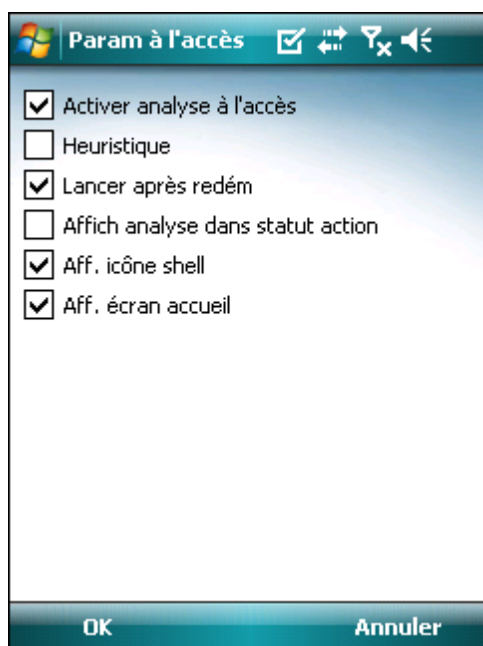 Param à l'accès
Activer analyse à l'accès
Heuristique
Lancer après redém
Affich analyse dans statut action
Aff. icône shell
Aff. écran accueil
OK Annuler